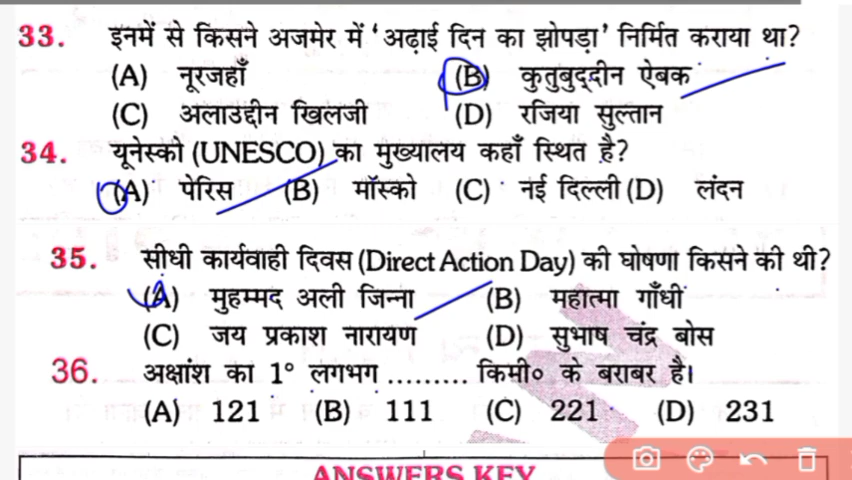 33. इनमें से किसने अजमेर में ‘अढ़ाई दिन का झोपड़ा’ निर्मित कराया था?
(A) नूरजहाँ (B) कुतुबुद्दीन ऐबक
(C) अलाउद्दीन खिलजी (D) रजिया सुल्तान
34. यूनेस्को (UNESCO) का मुख्यालय कहाँ स्थित है?
(A) पेरिस (B) मॉस्को (C) नई दिल्ली (D) लंदन
35. सीधी कार्यवाही दिवस (Direct Action Day) की घोषणा किसने की थी?
(A) मुहम्मद अली जिन्ना (B) महात्मा गाँधी
(C) जय प्रकाश नारायण (D) सुभाष चंद्र बोस
36. अक्षांश का 1° लगभग ......... किमी० के बराबर है।
(A) 121 (B) 111 (C) 221 (D) 231
ANSWERS KEY